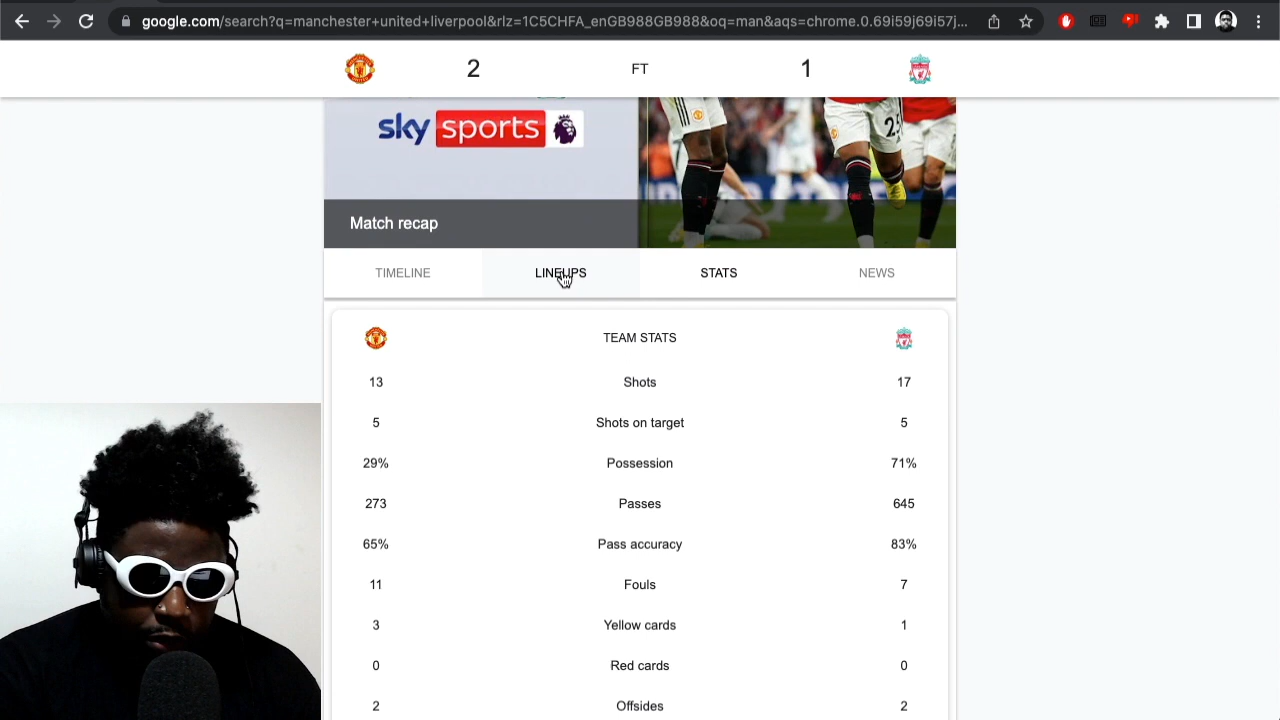 google.com/search?q=manchester+united+liverpool&rlz=1C5CHFA_enGB988GB988&oq=man&aqs=chrome.0.69i59j69i57j...
2 FT 1
sky sports
25
Match recap
TIMELINE LINEUPS STATS NEWS
TEAM STATS
13 Shots 17
5 Shots on target 5
29% Possession 71%
273 Passes 645
65% Pass accuracy 83%
11 Fouls 7
3 Yellow cards 1
0 Red cards 0
2 Offsides 2